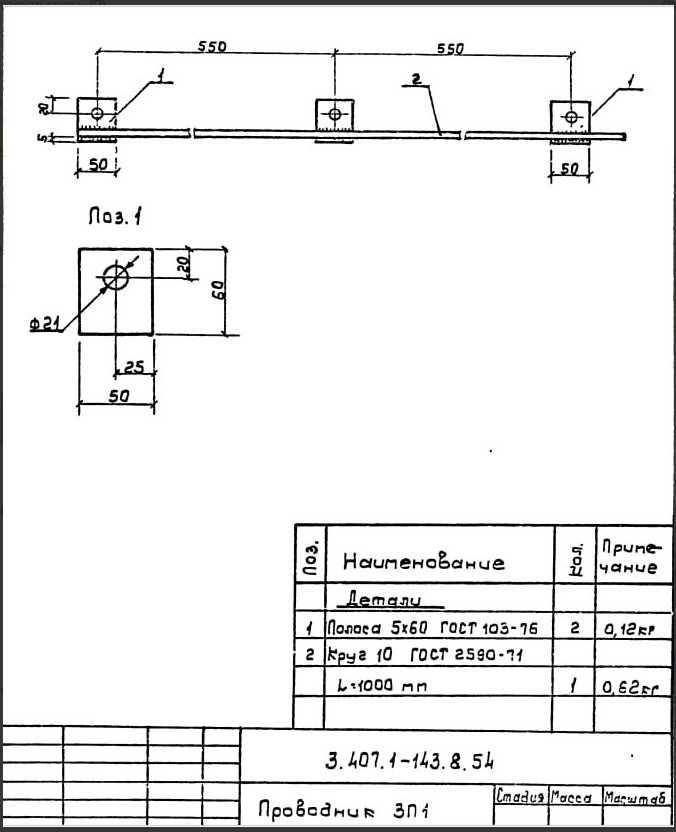 550
550
1
2
1
20
5
50
50
Поз. 1
20
60
Ф21
25
50
Поз.
Наименование
Кол.
Приме-
чание
Детали
1 Полоса 5х60 ГОСТ 103-76 2 0,12кг
2 Круг 10 ГОСТ 2590-71
L=1000 мм 1 0,62кг
3.407.1-143.8.54
Проводник ЗП1
Стадия Масса Масштаб